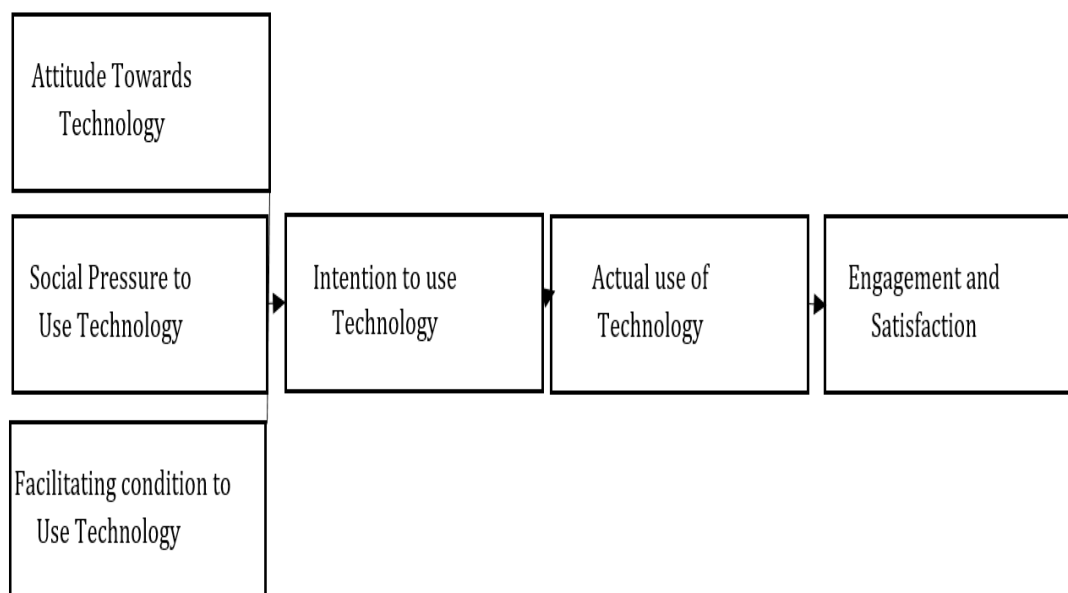 Attitude Towards
Technology
Social Pressure to
Use Technology
Intention to use
Technology
Actual use of
Technology
Engagement and
Satisfaction
Facilitating condition to
Use Technology